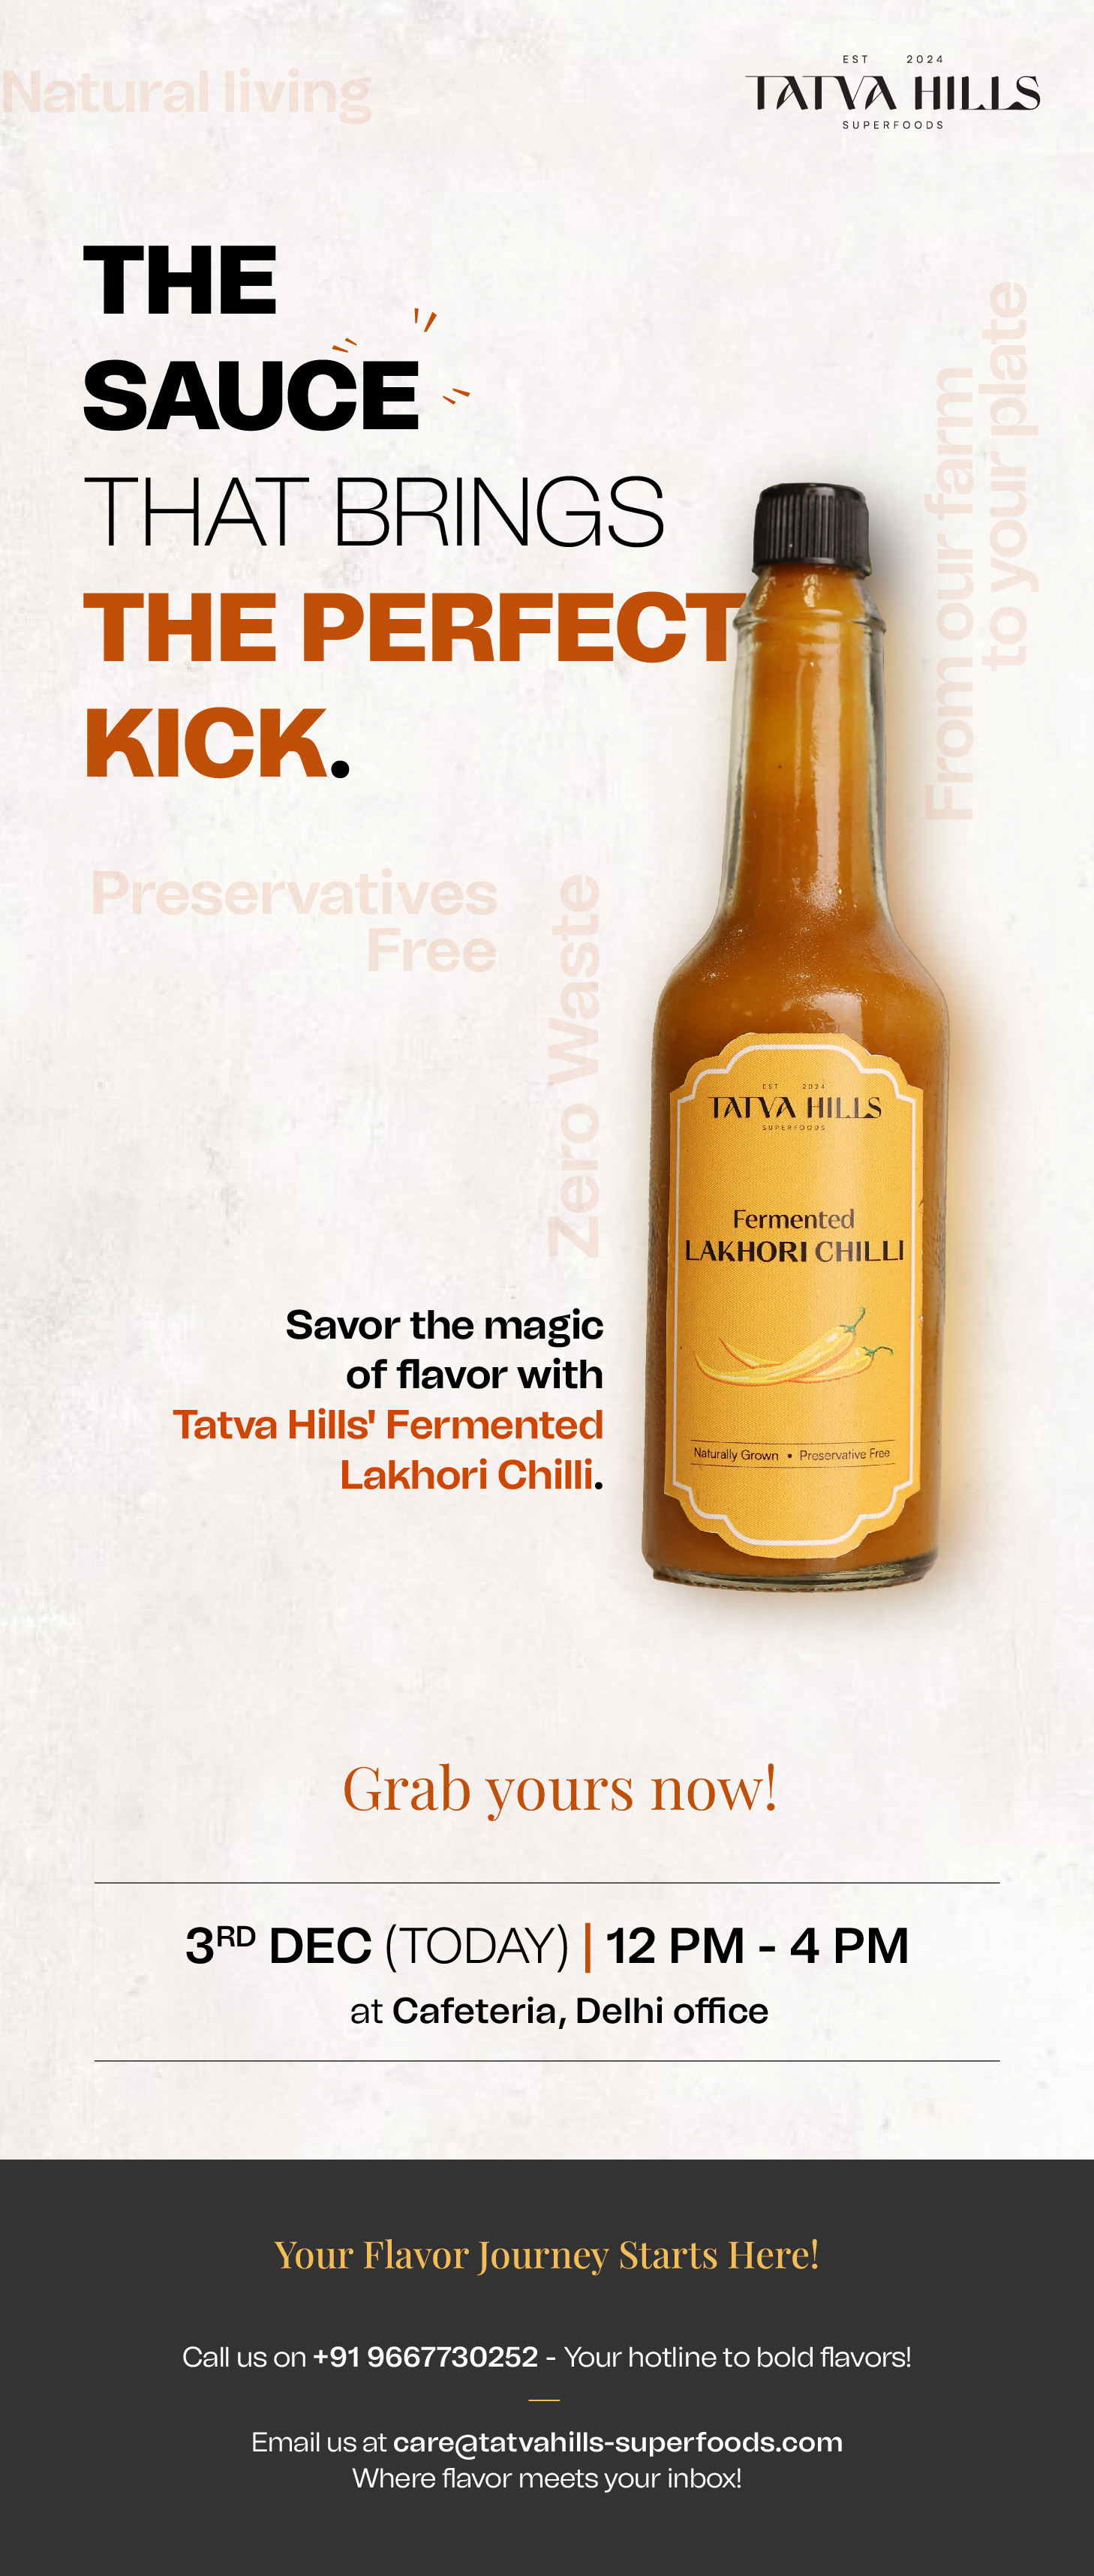 Natural living
EST 2024
TATVA HILLS
SUPERFOODS
THE
SAUCE
THAT BRINGS
THE PERFECT
KICK.
From our farm
to your plate
Preservatives
Free
Zero Waste
EST 2024
TATVA HILLS
SUPERFOODS
Fermented
LAKHORI CHILLI
Naturally Grown • Preservative Free
Savor the magic
of flavor with
Tatva Hills' Fermented
Lakhori Chilli.
Grab yours now!
3RD DEC (TODAY) | 12 PM - 4 PM
at Cafeteria, Delhi office
Your Flavor Journey Starts Here!
Call us on +91 9667730252 - Your hotline to bold flavors!
Email us at care@tatvahills-superfoods.com
Where flavor meets your inbox!